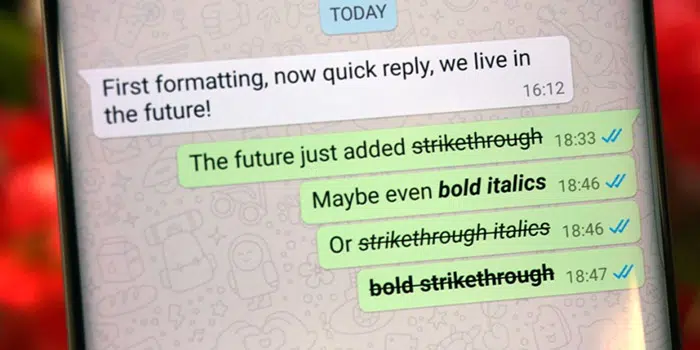 TODAY
First formatting, now quick reply, we live in
the future!
16:12
The future just added strikethrough 18:33
Maybe even bold italics 18:46
Or strikethrough italics 18:46
bold strikethrough 18:47